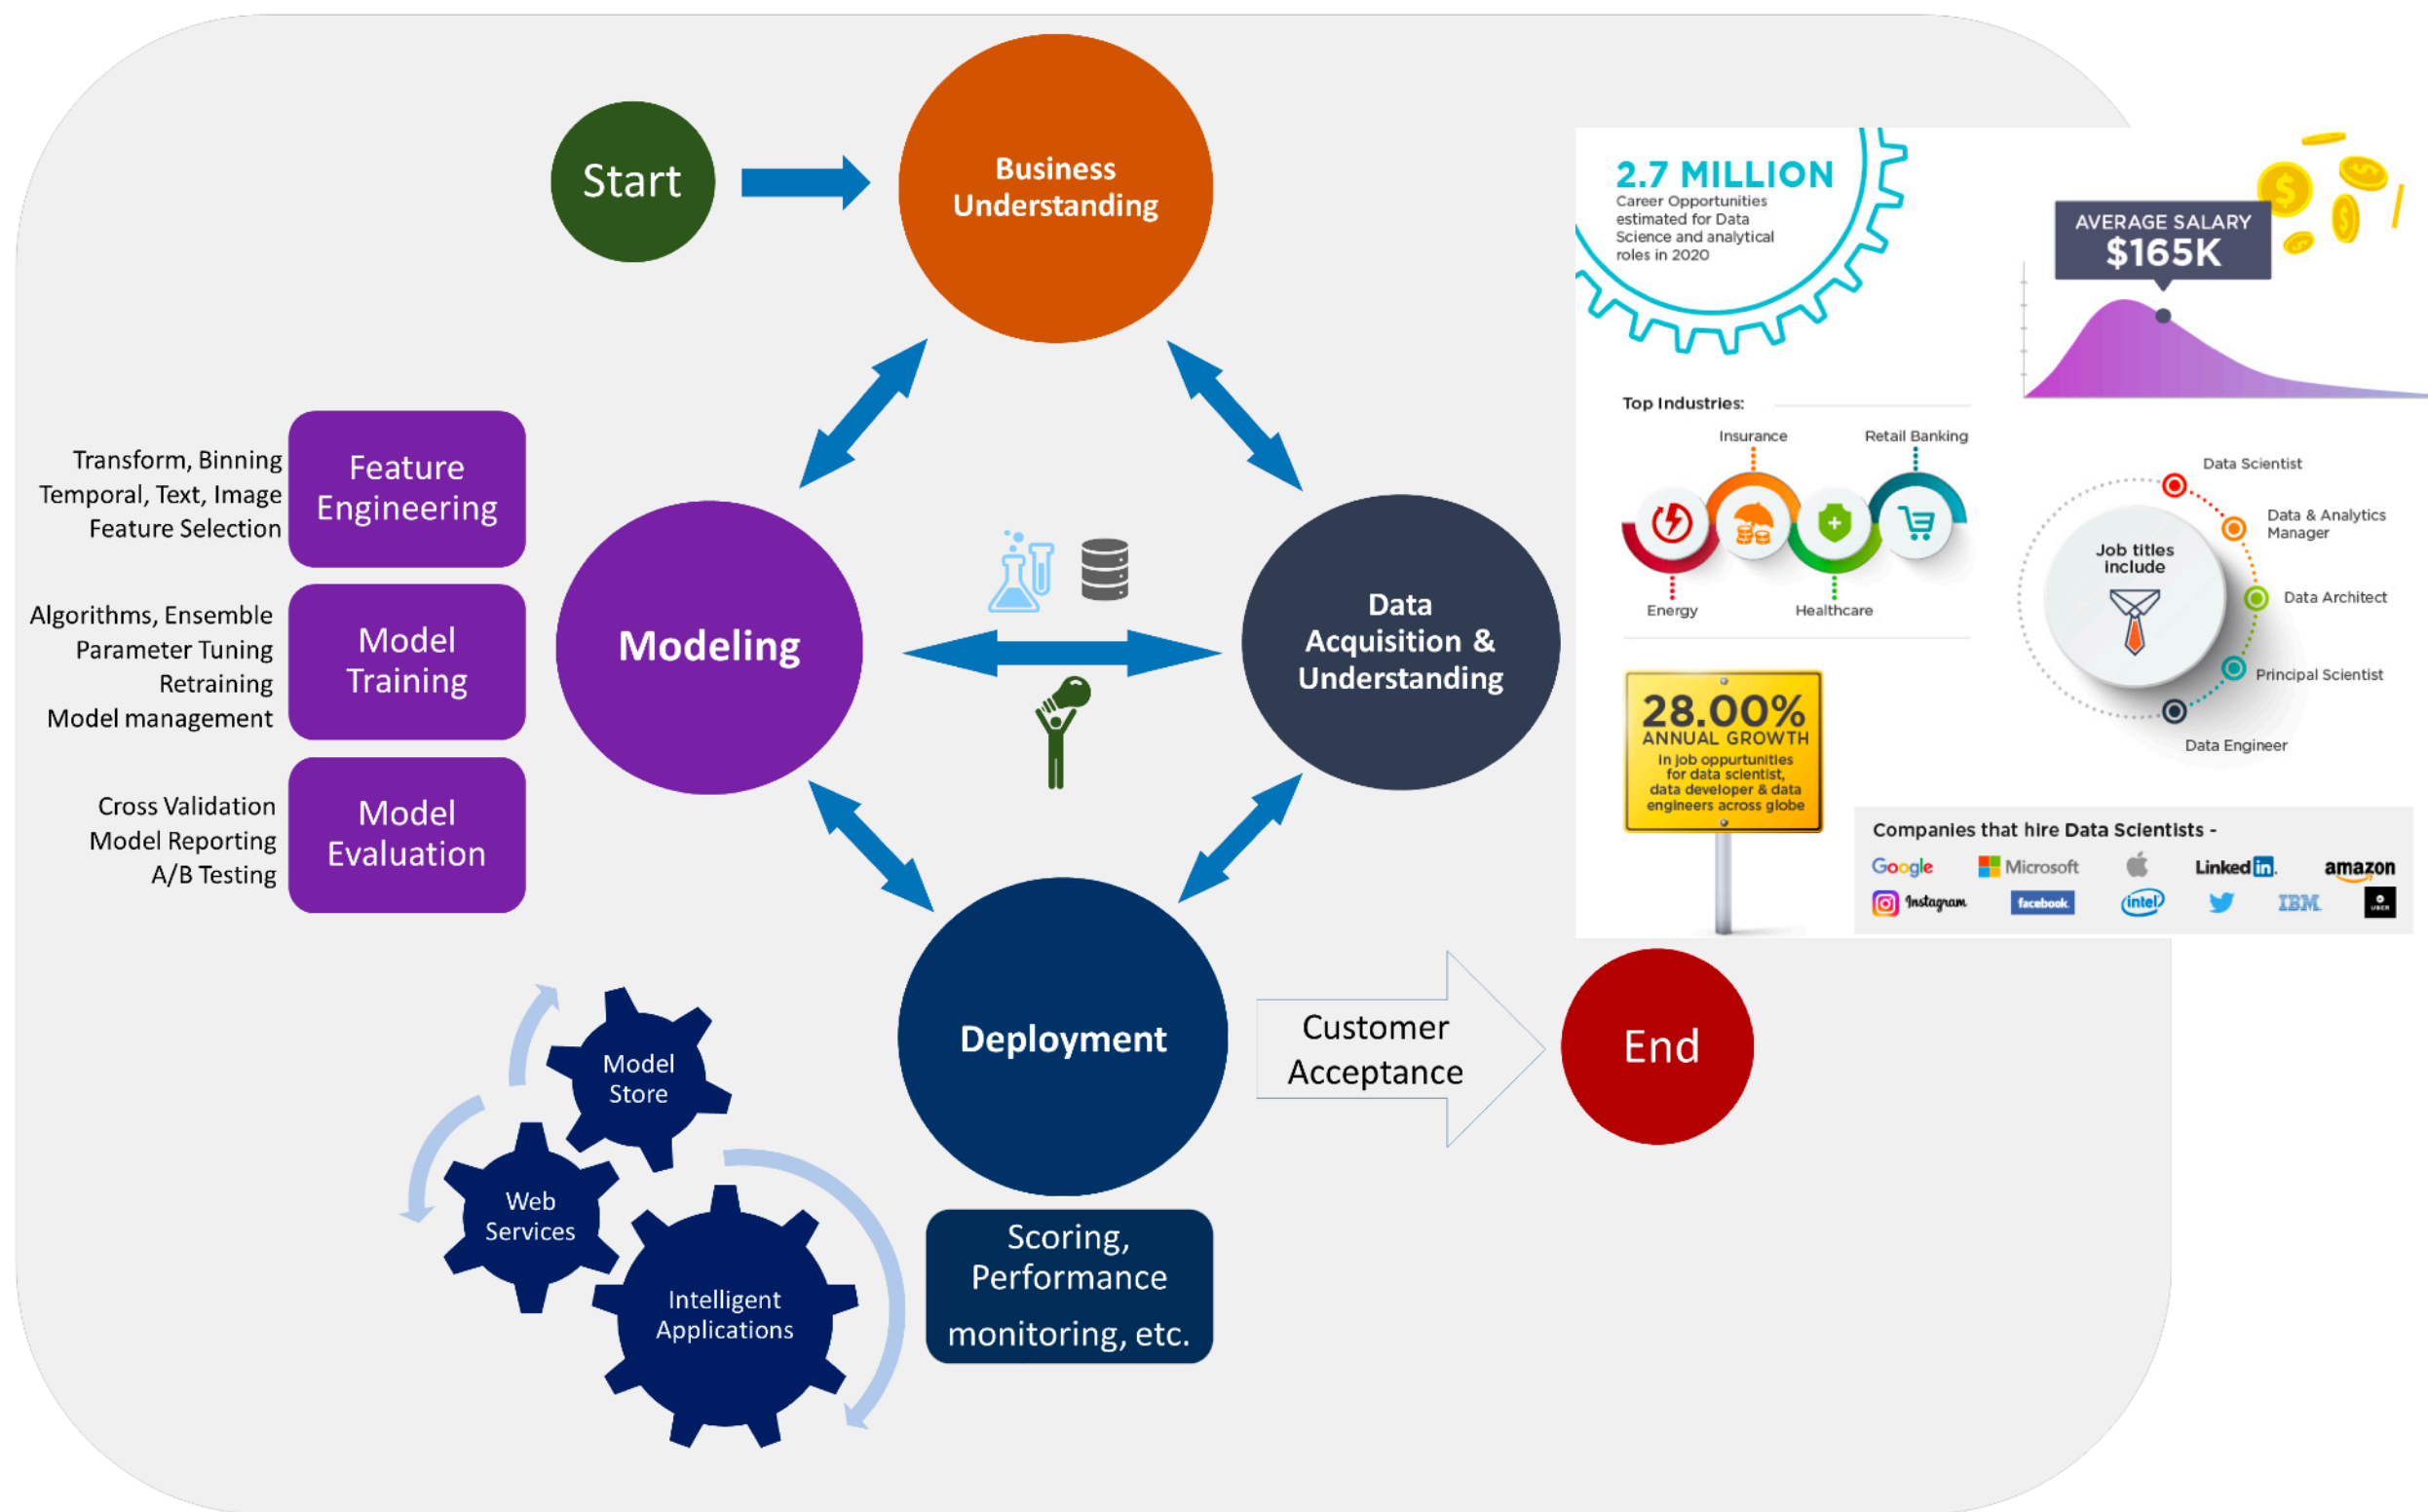 Start
Business
Understanding
Feature
Engineering
Transform, Binning
Temporal, Text, Image
Feature Selection
Model
Training
Algorithms, Ensemble
Parameter Tuning
Retraining
Model management
Model
Evaluation
Cross Validation
Model Reporting
A/B Testing
Modeling
Data
Acquisition &
Understanding
Deployment
Scoring,
Performance
monitoring, etc.
Customer
Acceptance
End
Model
Store
Web
Services
Intelligent
Applications
2.7 MILLION
Career Opportunities
estimated for Data
Science and analytical
roles in 2020
AVERAGE SALARY
$165K
Top Industries:
Insurance
Retail Banking
Energy
Healthcare
Job titles
include
Data Scientist
Data & Analytics
Manager
Data Architect
Principal Scientist
Data Engineer
28.00%
ANNUAL GROWTH
In job oppurtunities
for data scientist,
data developer & data
engineers across globe
Companies that hire Data Scientists -
Google
Microsoft
Linked in.
amazon
Instagram
facebook.
intel
IBM
UBER